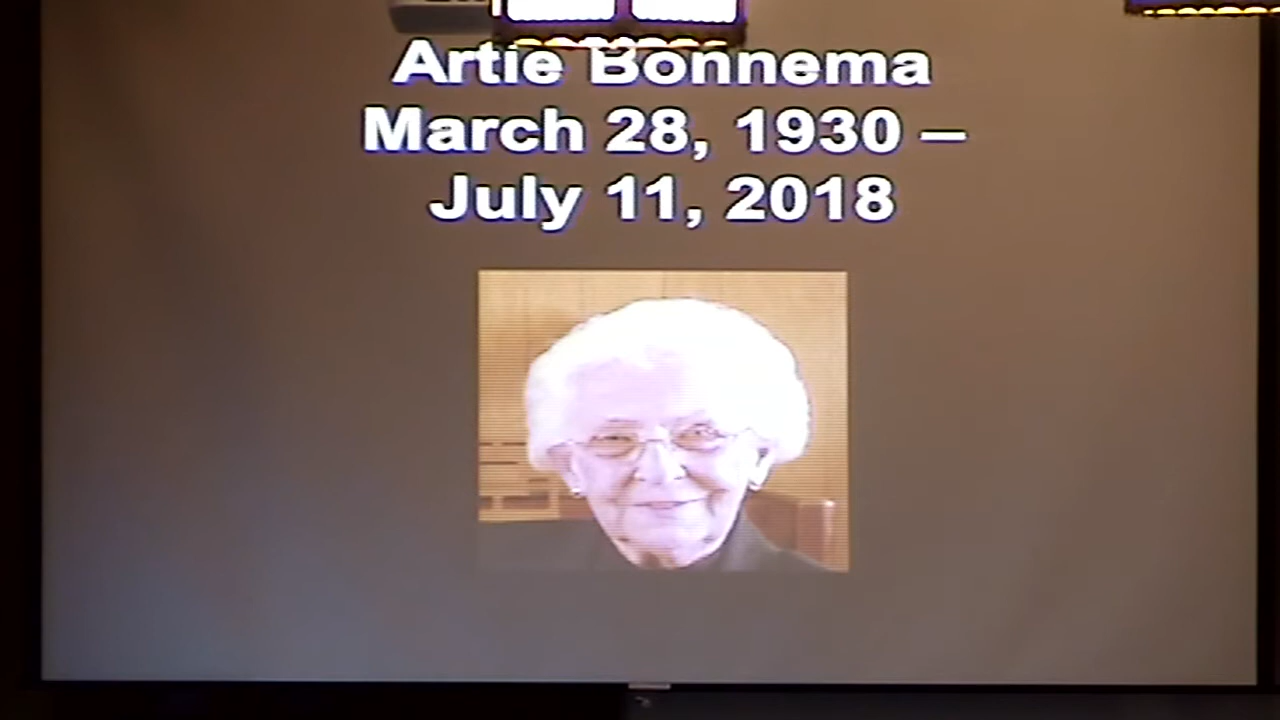 Artie Bonnema
March 28, 1930 –
July 11, 2018